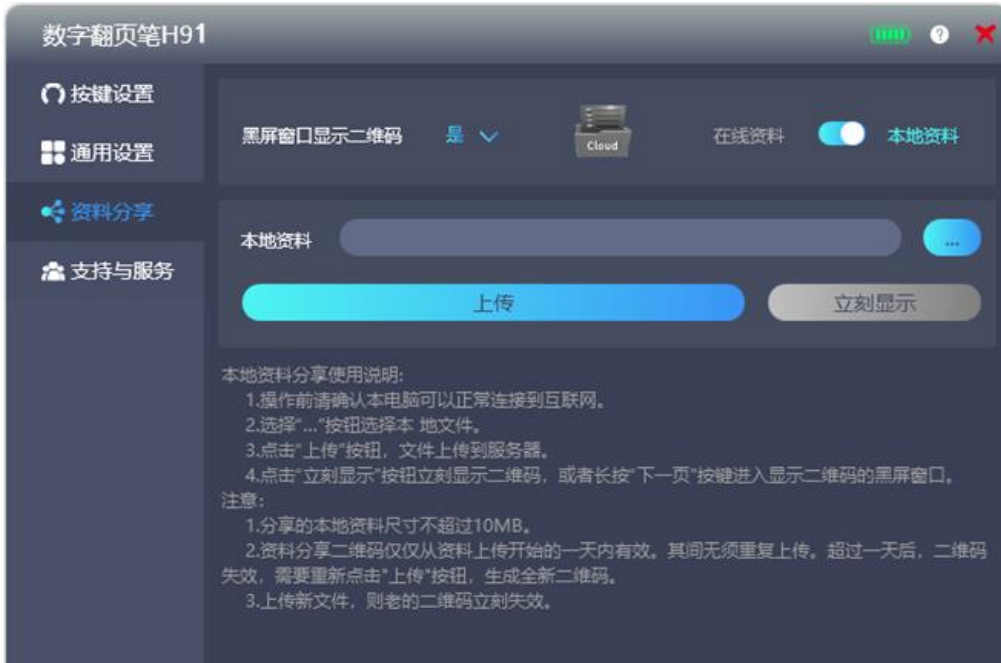 数字翻页笔H91
?
按键设置
通用设置
资料分享
支持与服务
黑屏窗口显示二维码 是 Cloud 在线资料 本地资料
本地资料 ...
上传 立刻显示
本地资料分享使用说明:
1.操作前请确认本电脑可以正常连接到互联网。
2.选择"..."按钮选择本 地文件。
3.点击"上传"按钮，文件上传到服务器。
4.点击"立刻显示"按钮立刻显示二维码，或者长按"下一页"按键进入显示二维码的黑屏窗口。
注意:
1.分享的本地资料尺寸不超过10MB。
2.资料分享二维码仅仅从资料上传开始的一天内有效。其间无须重复上传。超过一天后，二维码
失效，需要重新点击"上传"按钮，生成全新二维码。
3.上传新文件，则老的二维码立刻失效。